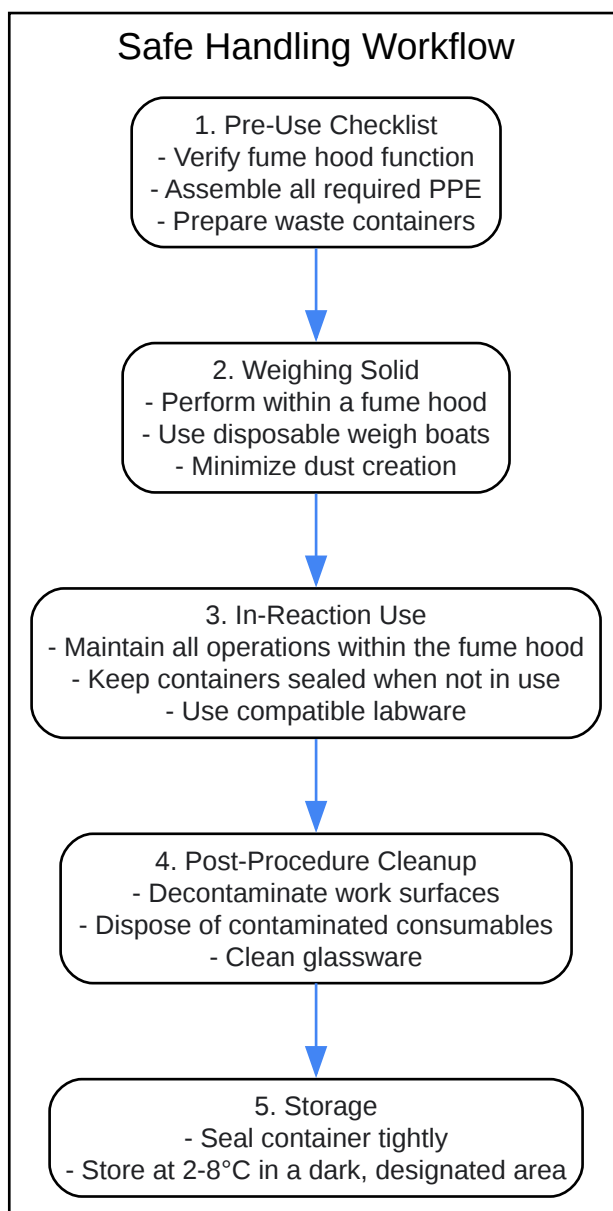 Safe Handling Workflow
1. Pre-Use Checklist
- Verify fume hood function
- Assemble all required PPE
- Prepare waste containers
2. Weighing Solid
- Perform within a fume hood
- Use disposable weigh boats
- Minimize dust creation
3. In-Reaction Use
- Maintain all operations within the fume hood
- Keep containers sealed when not in use
- Use compatible labware
4. Post-Procedure Cleanup
- Decontaminate work surfaces
- Dispose of contaminated consumables
- Clean glassware
5. Storage
- Seal container tightly
- Store at 2-8°C in a dark, designated area